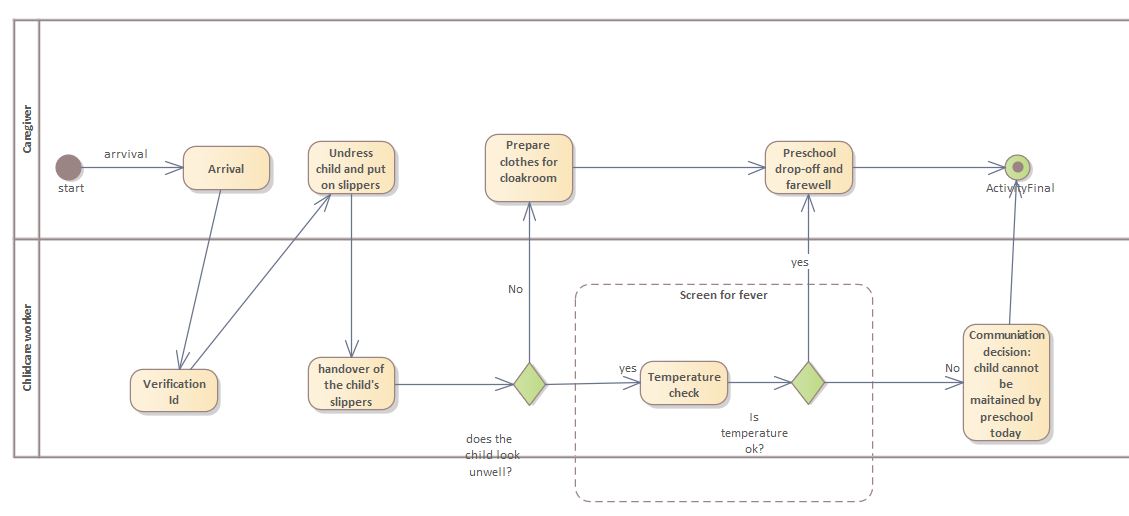 Caregiver
arrvival
start
Arrival
Undress
child and put
on slippers
Prepare
clothes for
cloakroom
Preschool
drop-off and
farewell
ActivityFinal
Childcare worker
Verification
Id
handover of
the child's
slippers
No
does the
child look
unwell?
yes
Screen for fever
Temperature
check
yes
Is
temperature
ok?
No
Communiation
decision:
child cannot
be
maitained by
preschool
today